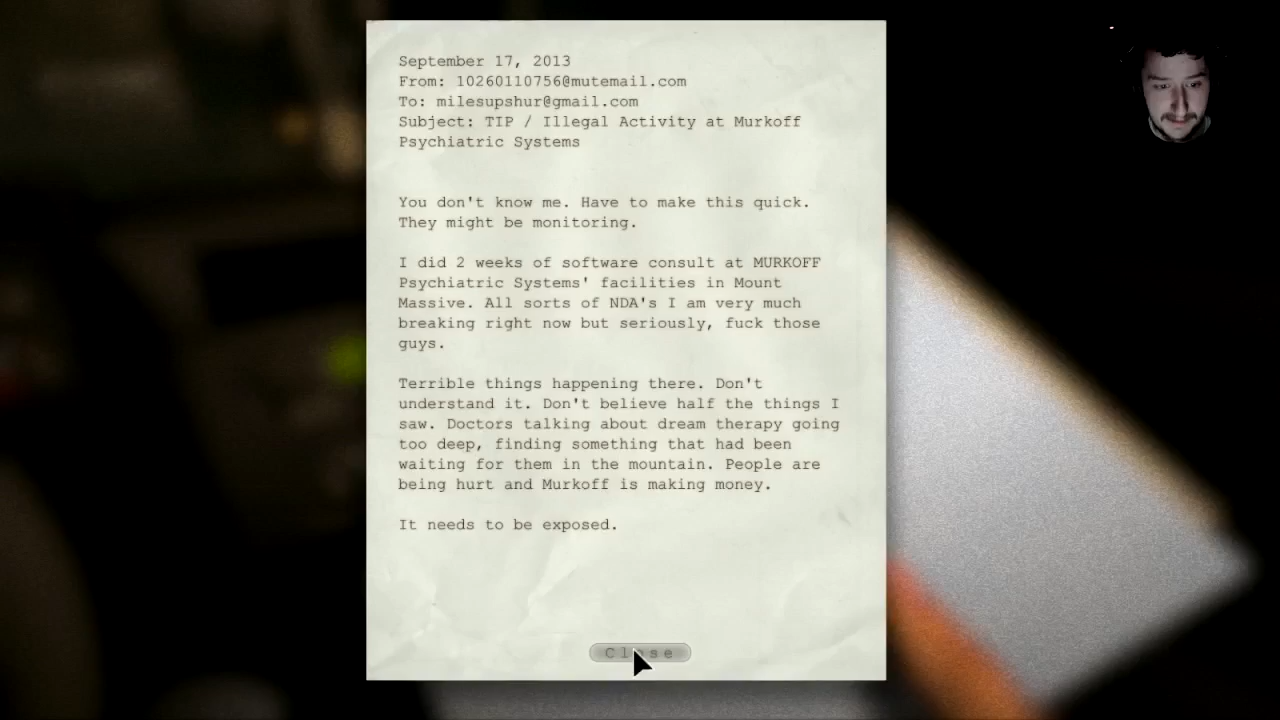 September 17, 2013
From: 10260110756@mutemail.com
To: milesupshur@gmail.com
Subject: TIP / Illegal Activity at Murkoff
Psychiatric Systems
You don't know me. Have to make this quick.
They might be monitoring.
I did 2 weeks of software consult at MURKOFF
Psychiatric Systems' facilities in Mount
Massive. All sorts of NDA's I am very much
breaking right now but seriously, fuck those
guys.
Terrible things happening there. Don't
understand it. Don't believe half the things I
saw. Doctors talking about dream therapy going
too deep, finding something that had been
waiting for them in the mountain. People are
being hurt and Murkoff is making money.
It needs to be exposed.
Close